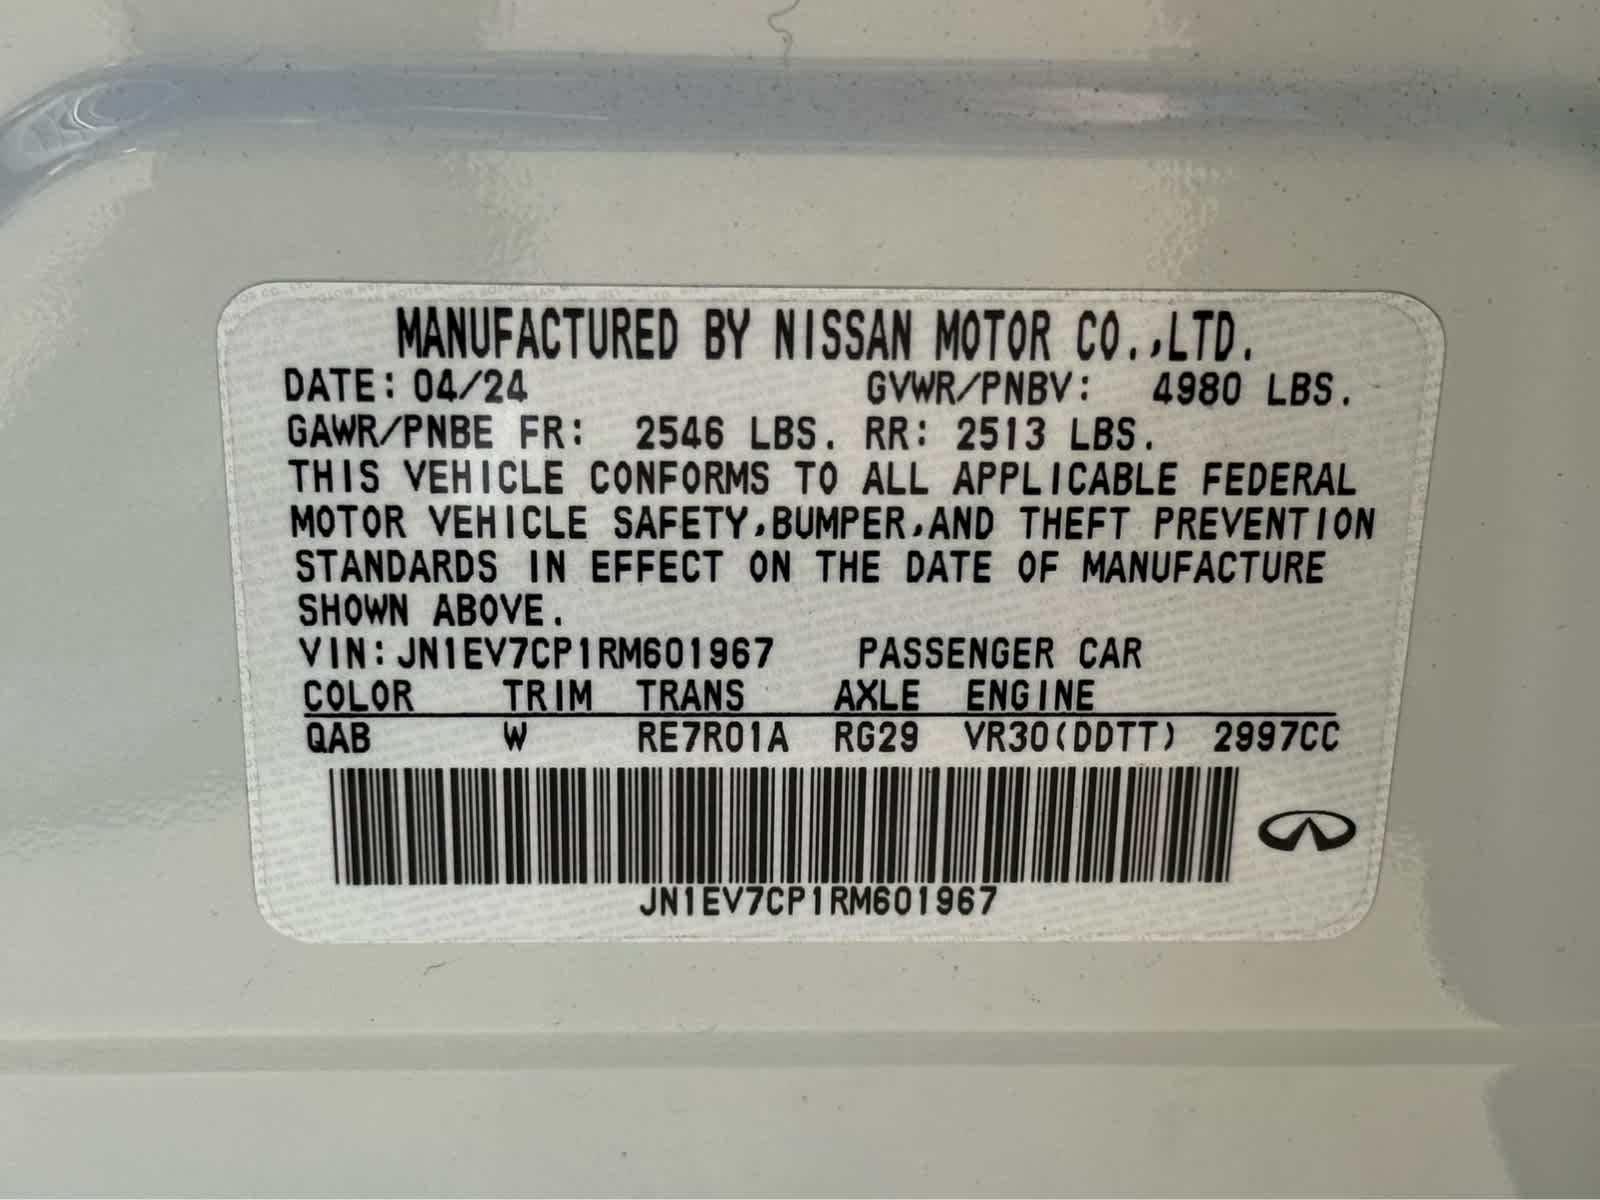 MANUFACTURED BY NISSAN MOTOR CO.,LTD.
DATE: 04/24 GVWR/PNBV: 4980 LBS.
GAWR/PNBE FR: 2546 LBS. RR: 2513 LBS.
THIS VEHICLE CONFORMS TO ALL APPLICABLE FEDERAL
MOTOR VEHICLE SAFETY,BUMPER,AND THEFT PREVENTION
STANDARDS IN EFFECT ON THE DATE OF MANUFACTURE
SHOWN ABOVE.
VIN:JN1EV7CP1RM601967 PASSENGER CAR
COLOR TRIM TRANS AXLE ENGINE
QAB W RE7R01A RG29 VR30(DDTT) 2997CC
JN1EV7CP1RM601967